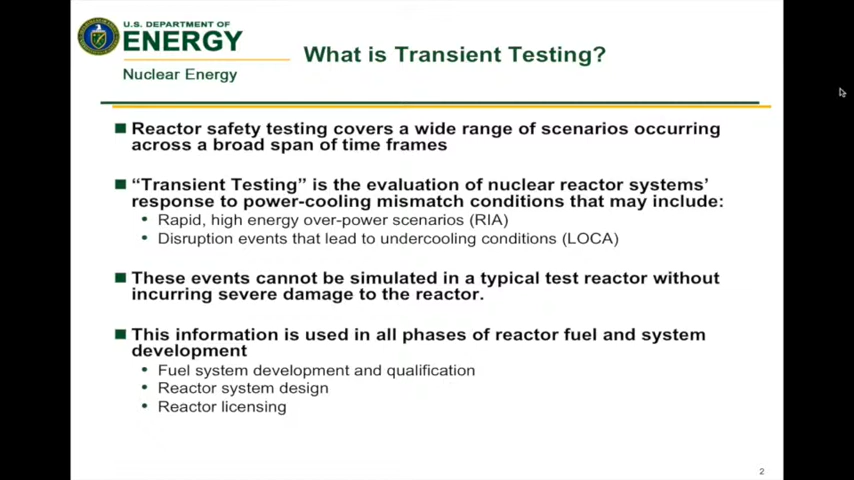 U.S. DEPARTMENT OF
ENERGY
Nuclear Energy
What is Transient Testing?
Reactor safety testing covers a wide range of scenarios occurring
across a broad span of time frames
“Transient Testing” is the evaluation of nuclear reactor systems’
response to power-cooling mismatch conditions that may include:
Rapid, high energy over-power scenarios (RIA)
Disruption events that lead to undercooling conditions (LOCA)
These events cannot be simulated in a typical test reactor without
incurring severe damage to the reactor.
This information is used in all phases of reactor fuel and system
development
Fuel system development and qualification
Reactor system design
Reactor licensing
2